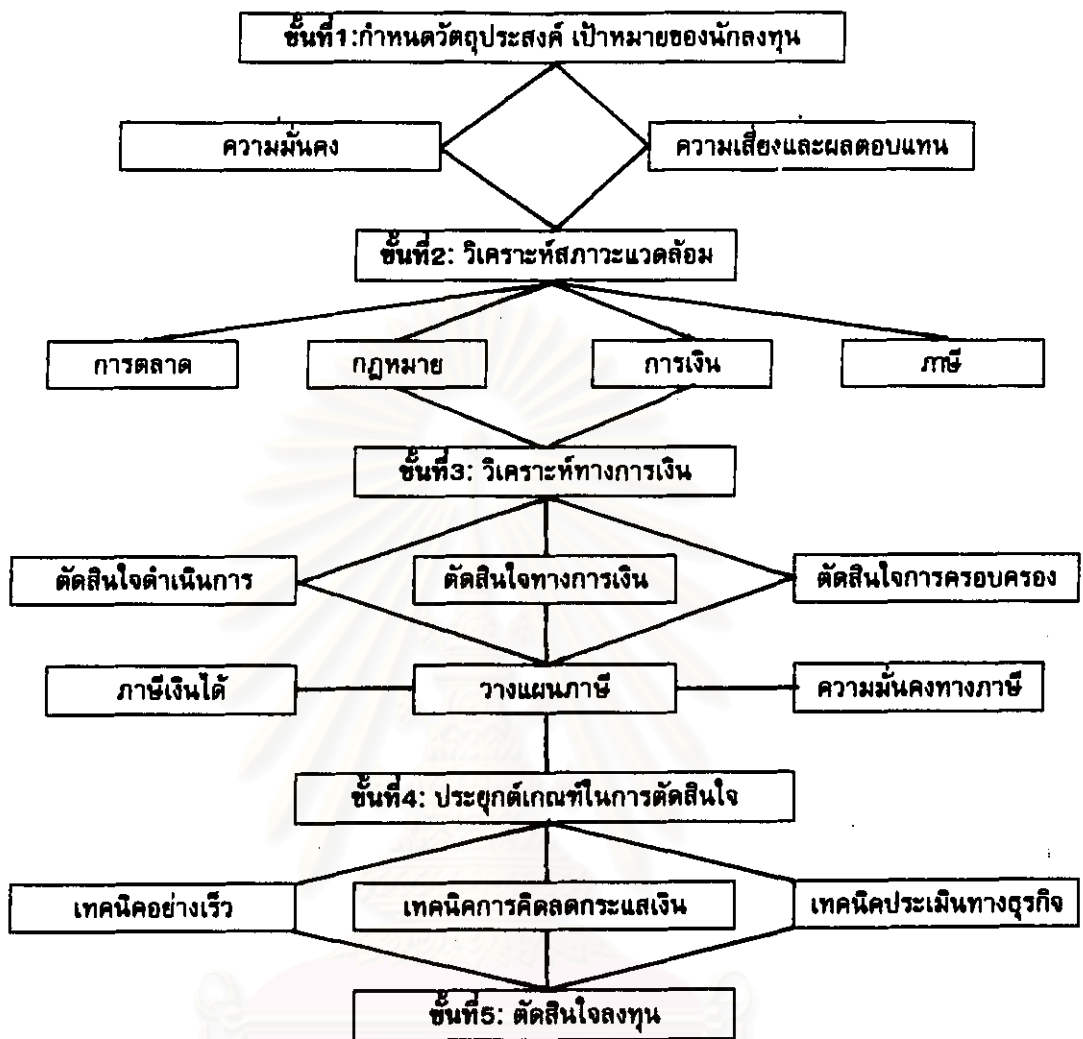 ขั้นที่1:กำหนดวัตถุประสงค์ เป้าหมายของนักลงทุน
ความมั่นคง
ความเสี่ยงและผลตอบแทน
ขั้นที่2: วิเคราะห์สภาวะแวดล้อม
การตลาด
กฎหมาย
การเงิน
ภาษี
ขั้นที่3: วิเคราะห์ทางการเงิน
ตัดสินใจดำเนินการ
ตัดสินใจทางการเงิน
ตัดสินใจการครอบครอง
ภาษีเงินได้
วางแผนภาษี
ความมั่นคงทางภาษี
ขั้นที่4: ประยุกต์เกณฑ์ในการตัดสินใจ
เทคนิคอย่างเร็ว
เทคนิคการคิดลดกระแสเงิน
เทคนิคประเมินทางธุรกิจ
ขั้นที่5: ตัดสินใจลงทุน